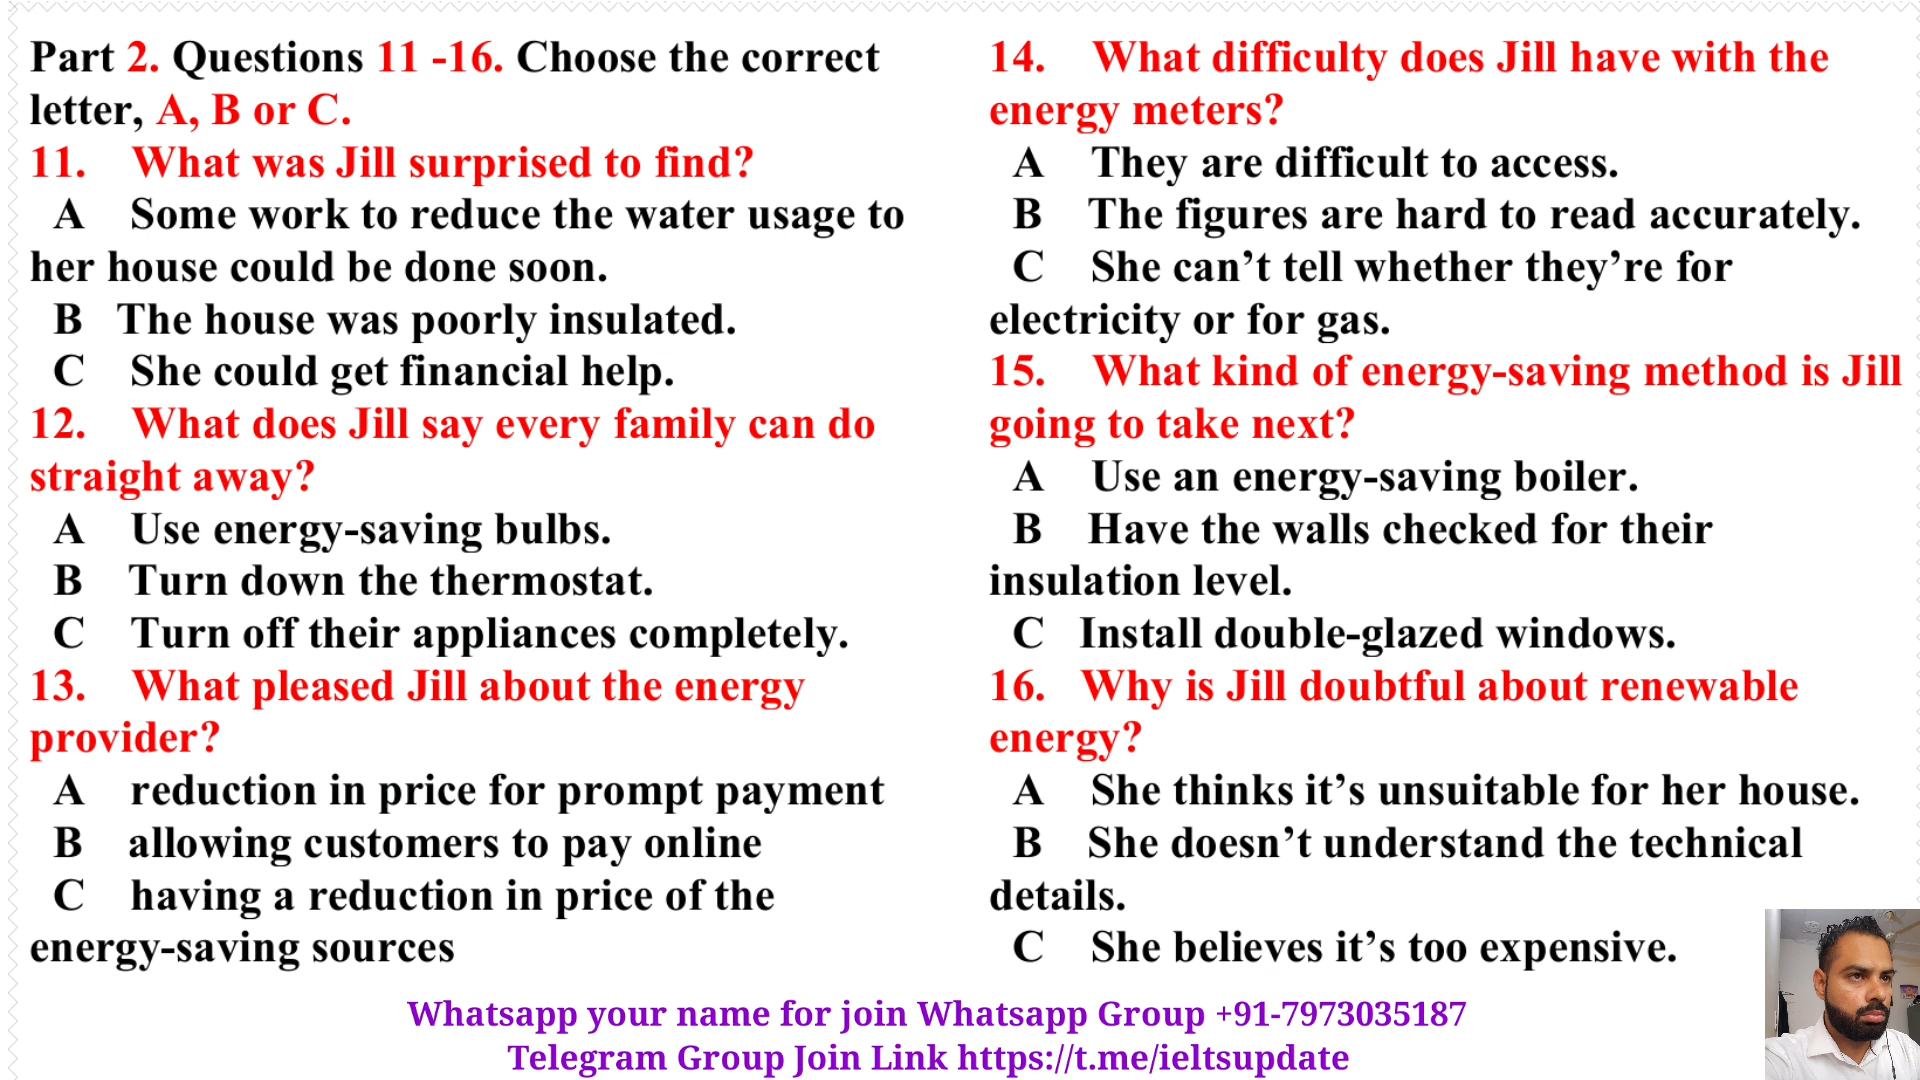 Part 2. Questions 11 -16. Choose the correct
letter, A, B or C.
11. What was Jill surprised to find?
A Some work to reduce the water usage to
her house could be done soon.
B The house was poorly insulated.
C She could get financial help.
12. What does Jill say every family can do
straight away?
A Use energy-saving bulbs.
B Turn down the thermostat.
C Turn off their appliances completely.
13. What pleased Jill about the energy
provider?
A reduction in price for prompt payment
B allowing customers to pay online
C having a reduction in price of the
energy-saving sources
14. What difficulty does Jill have with the
energy meters?
A They are difficult to access.
B The figures are hard to read accurately.
C She can’t tell whether they’re for
electricity or for gas.
15. What kind of energy-saving method is Jill
going to take next?
A Use an energy-saving boiler.
B Have the walls checked for their
insulation level.
C Install double-glazed windows.
16. Why is Jill doubtful about renewable
energy?
A She thinks it’s unsuitable for her house.
B She doesn’t understand the technical
details.
C She believes it’s too expensive.
Whatsapp your name for join Whatsapp Group +91-7973035187
Telegram Group Join Link https://t.me/ieltsupdate